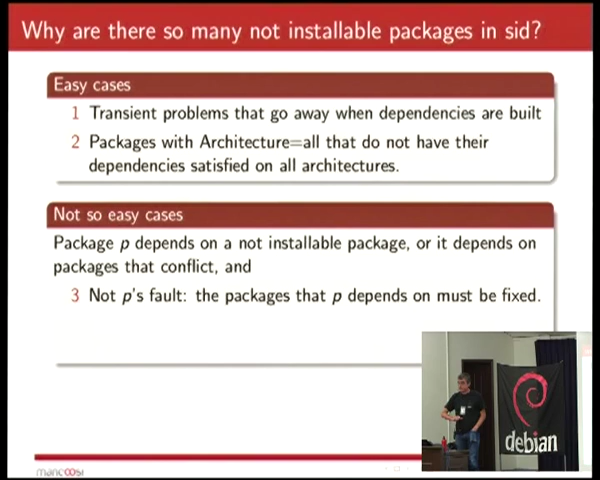 Why are there so many not installable packages in sid?
Easy cases
1 Transient problems that go away when dependencies are built
2 Packages with Architecture=all that do not have their
dependencies satisfied on all architectures.
Not so easy cases
Package p depends on a not installable package, or it depends on
packages that conflict, and
3 Not p's fault: the packages that p depends on must be fixed.
debian
mancoosi